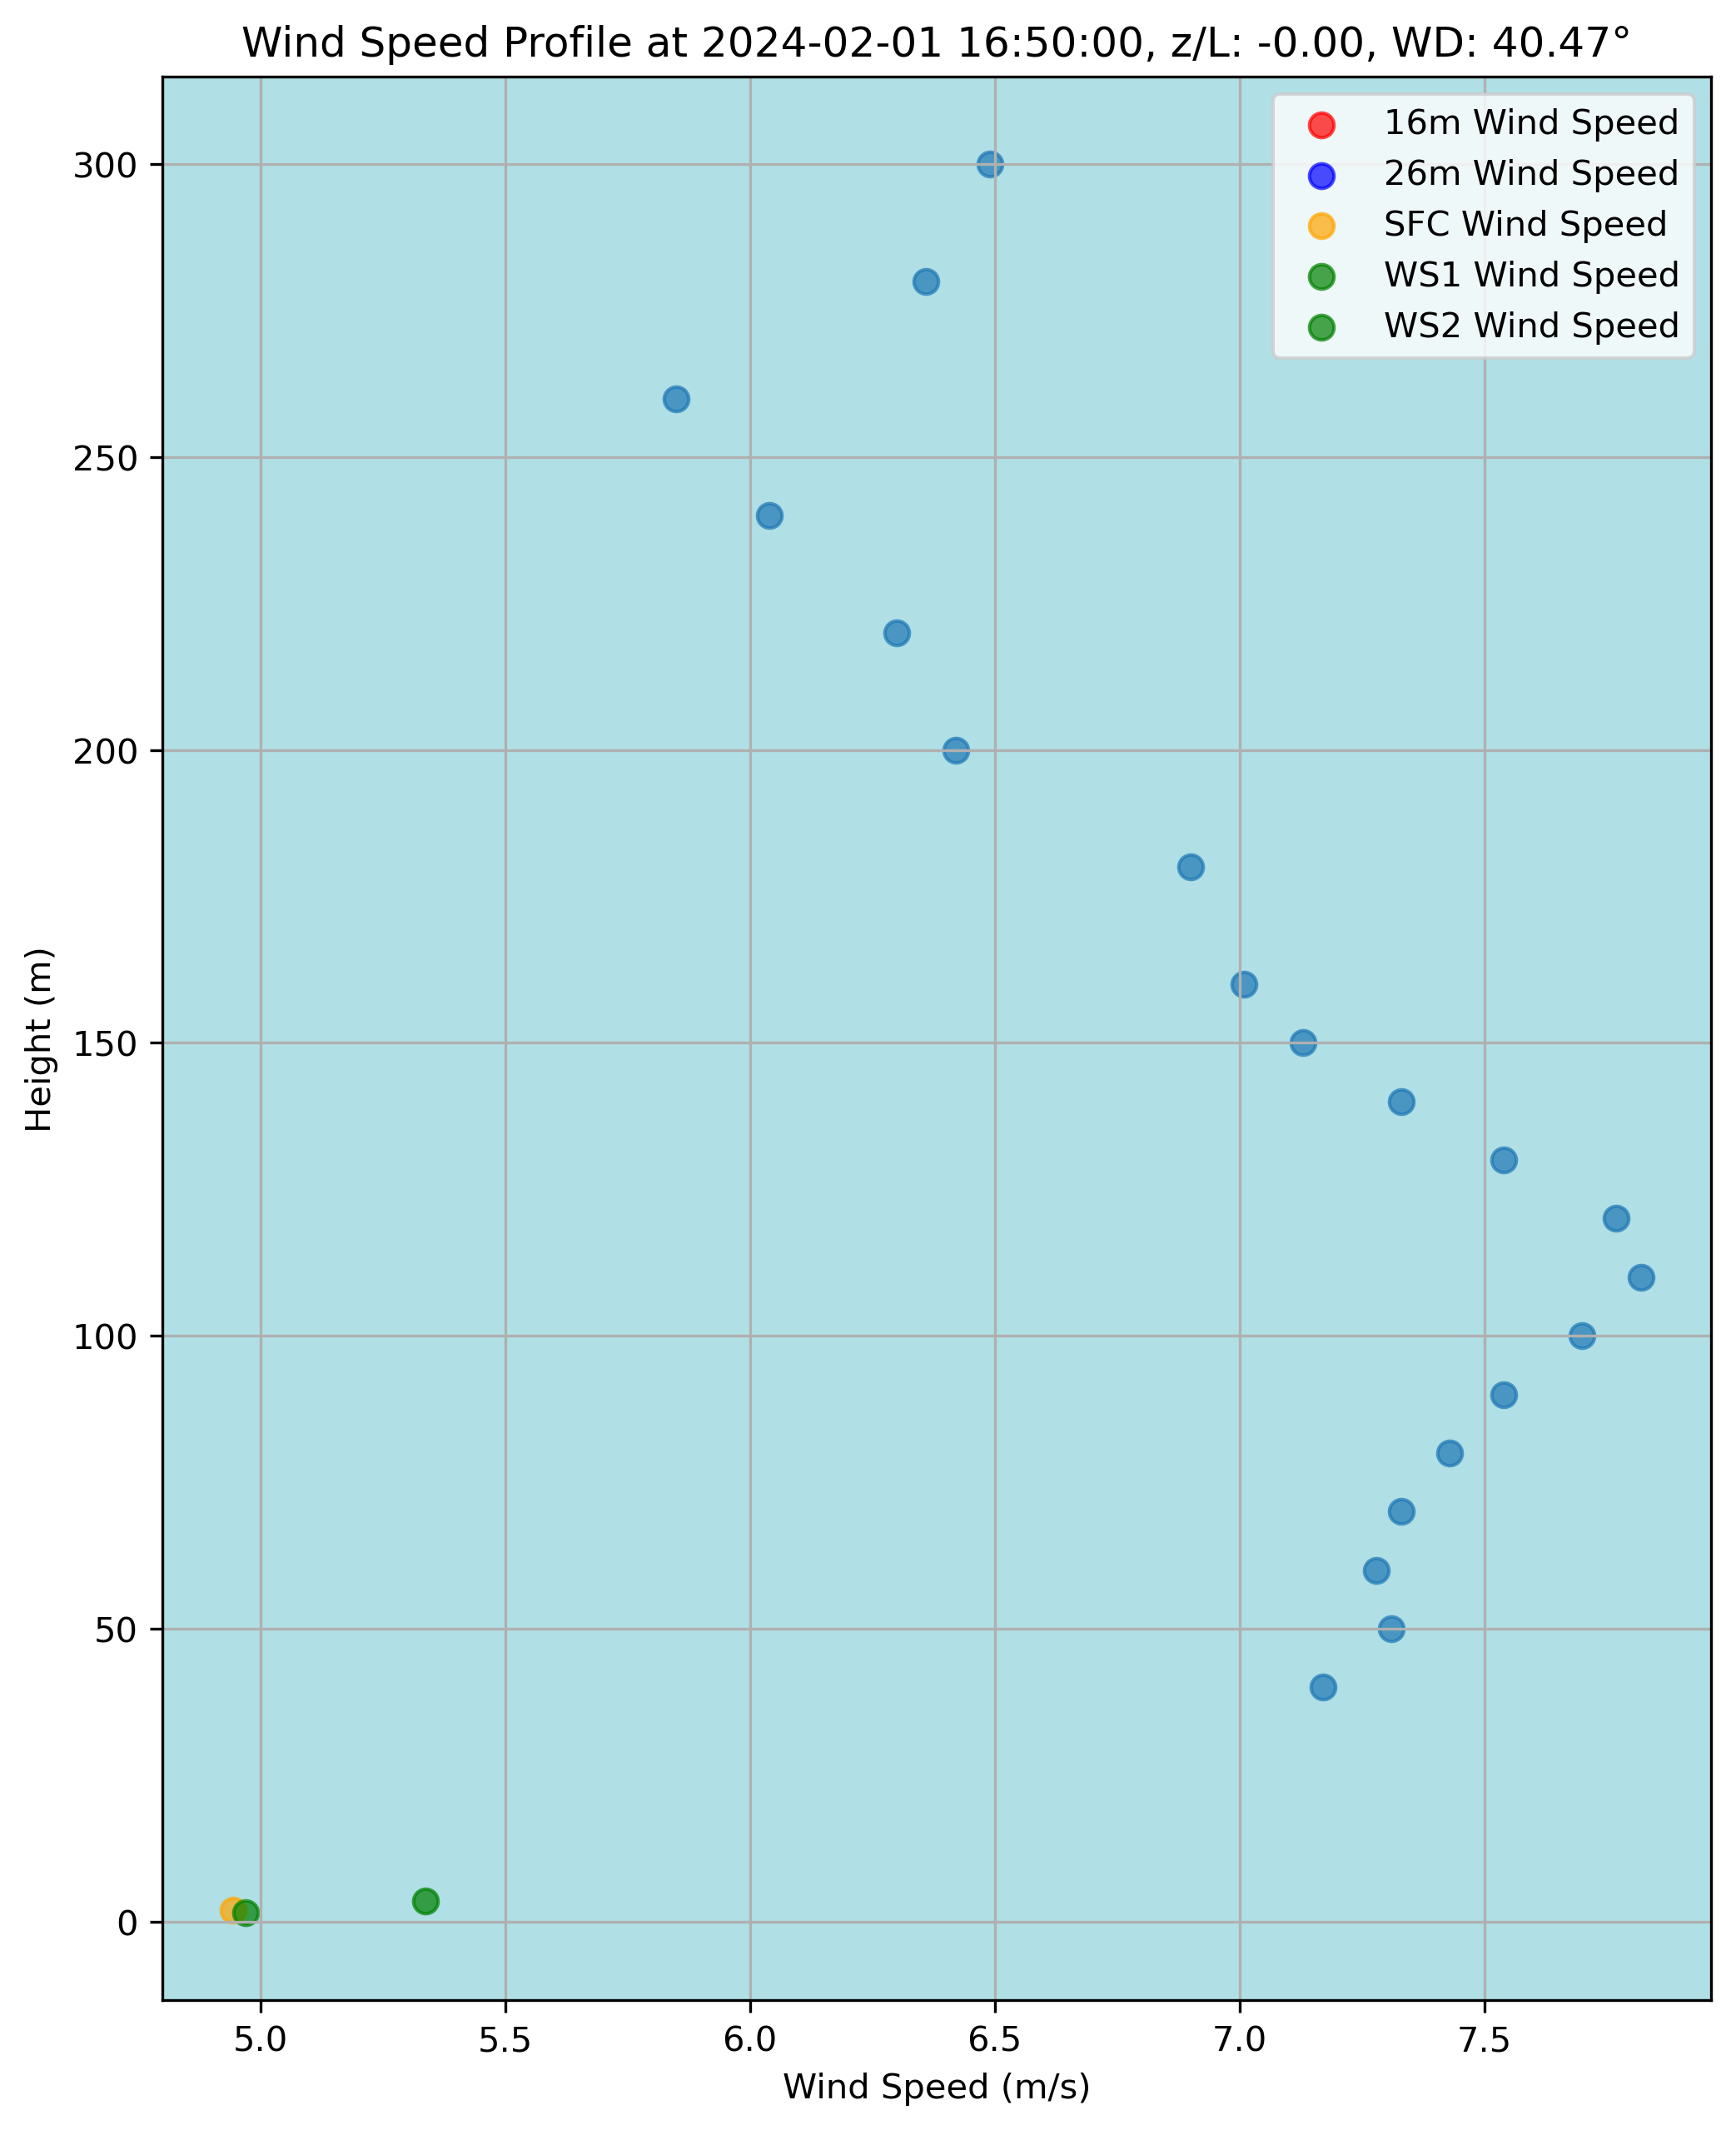 Wind Speed Profile at 2024-02-01 16:50:00, z/L: -0.00, WD: 40.47°
16m Wind Speed
26m Wind Speed
SFC Wind Speed
WS1 Wind Speed
WS2 Wind Speed
300
250
200
150
100
50
0
Height (m)
5.0 5.5 6.0 6.5 7.0 7.5
Wind Speed (m/s)